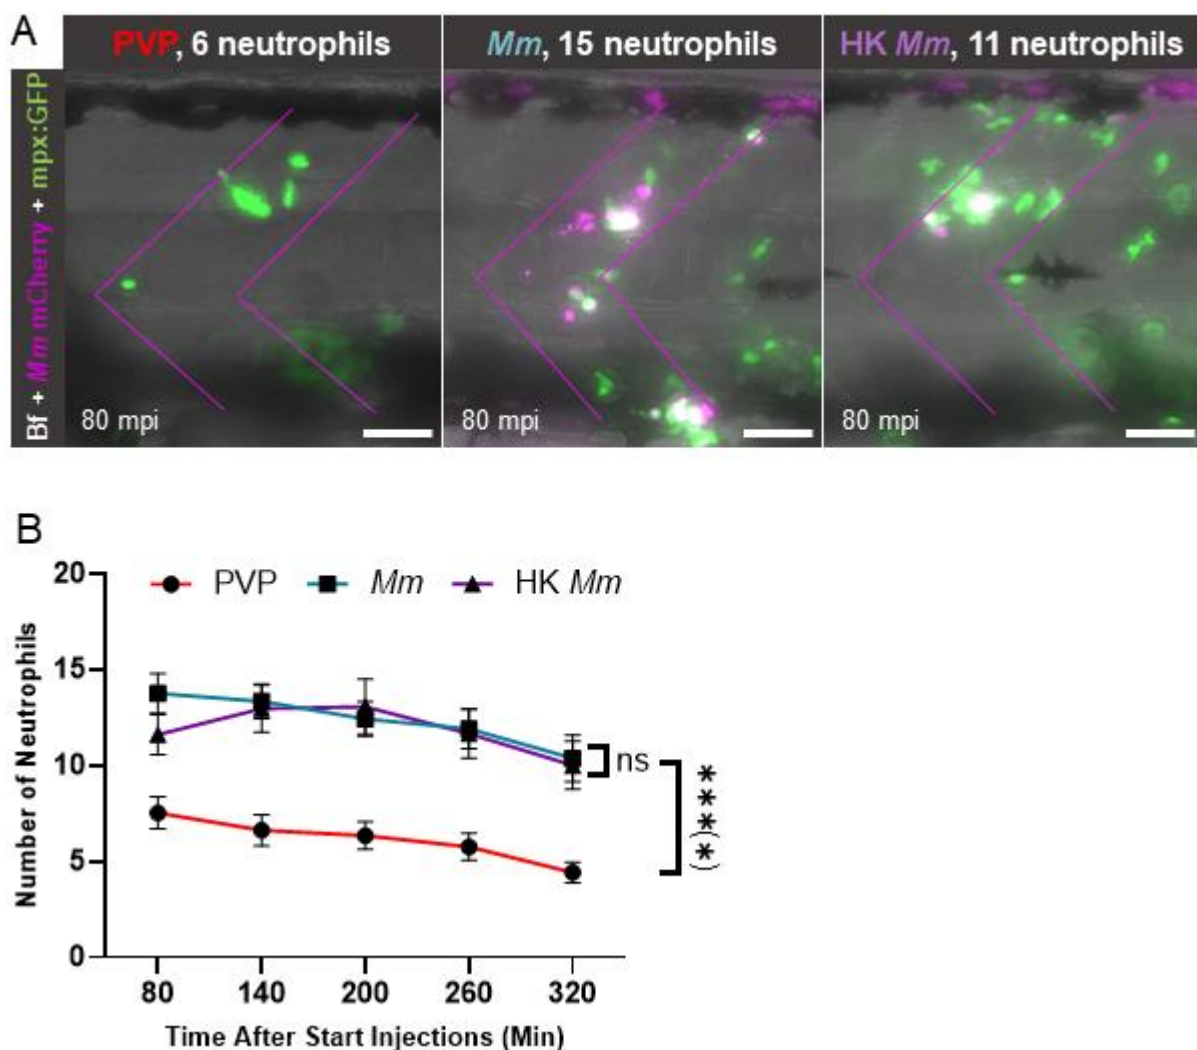 A
PVP, 6 neutrophils
Mm, 15 neutrophils
HK Mm, 11 neutrophils
Bf + Mm mCherry + mpx:GFP
80 mpi
80 mpi
80 mpi
B
PVP
Mm
HK Mm
Number of Neutrophils
20
15
10
5
0
ns
***(*)
80 140 200 260 320
Time After Start Injections (Min)